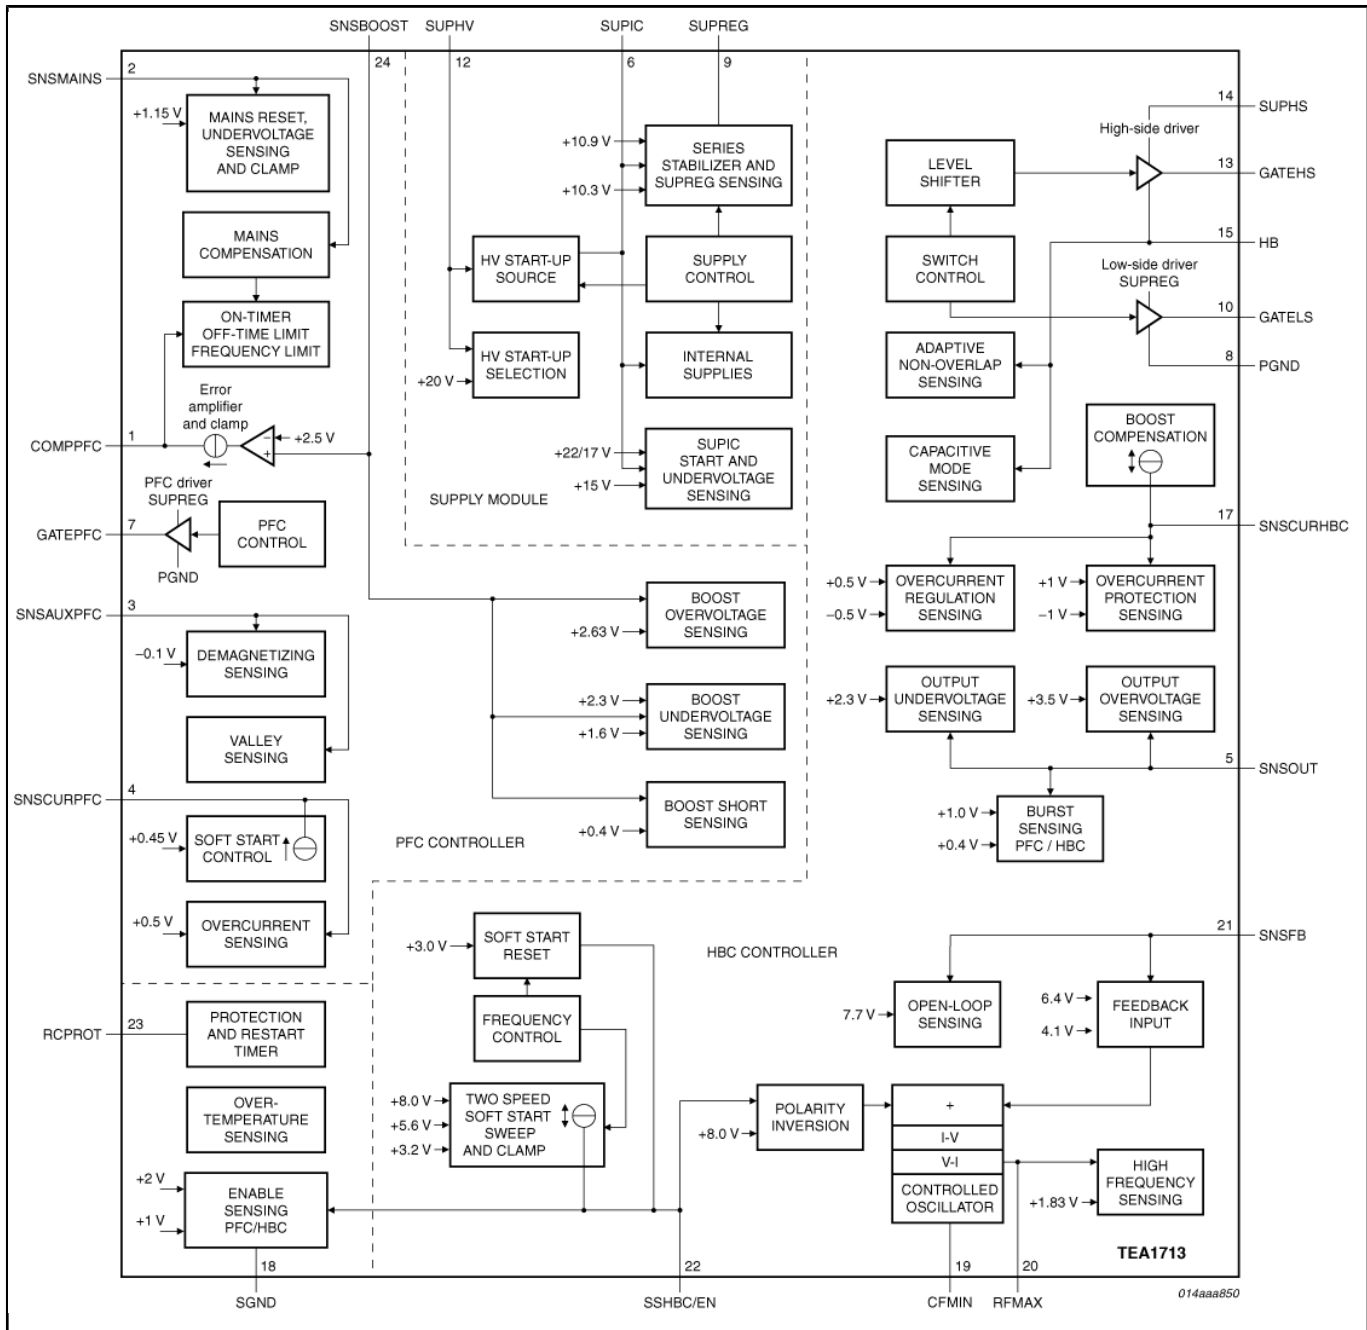 SNSBOOST SUPHV SUPIC SUPREG
24 12 6 9
SNSMAINS 2
+1.15 V
MAINS RESET,
UNDERVOLTAGE
SENSING
AND CLAMP
MAINS
COMPENSATION
ON-TIMER
OFF-TIME LIMIT
FREQUENCY LIMIT
Error
amplifier
and clamp
COMPPFC 1
−
+
+2.5 V
PFC driver
SUPREG
GATEPFC 7
PGND
PFC
CONTROL
SNSAUXPFC 3
−0.1 V
DEMAGNETIZING
SENSING
VALLEY
SENSING
SNSCURPFC 4
+0.45 V
SOFT START
CONTROL
+0.5 V
OVERCURRENT
SENSING
RCPROT 23
PROTECTION
AND RESTART
TIMER
OVER-
TEMPERATURE
SENSING
+2 V
+1 V
ENABLE
SENSING
PFC/HBC
18
SGND
+10.9 V
+10.3 V
SERIES
STABILIZER AND
SUPREG SENSING
HV START-UP
SOURCE
SUPPLY
CONTROL
HV START-UP
SELECTION
+20 V
INTERNAL
SUPPLIES
+22/17 V
+15 V
SUPIC
START AND
UNDERVOLTAGE
SENSING
SUPPLY MODULE
BOOST
OVERVOLTAGE
SENSING
+2.63 V
+2.3 V
+1.6 V
BOOST
UNDERVOLTAGE
SENSING
BOOST SHORT
SENSING
+0.4 V
PFC CONTROLLER
14 SUPHS
High-side driver
LEVEL
SHIFTER
13 GATEHS
15 HB
SWITCH
CONTROL
Low-side driver
SUPREG
10 GATELS
8 PGND
ADAPTIVE
NON-OVERLAP
SENSING
CAPACITIVE
MODE
SENSING
BOOST
COMPENSATION
17 SNSCURHBC
+0.5 V
−0.5 V
OVERCURRENT
REGULATION
SENSING
+1 V
−1 V
OVERCURRENT
PROTECTION
SENSING
+2.3 V
OUTPUT
UNDERVOLTAGE
SENSING
+3.5 V
OUTPUT
OVERVOLTAGE
SENSING
5 SNSOUT
+1.0 V
+0.4 V
BURST
SENSING
PFC / HBC
+3.0 V
SOFT START
RESET
HBC CONTROLLER
21 SNSFB
7.7 V
OPEN-LOOP
SENSING
6.4 V
4.1 V
FEEDBACK
INPUT
FREQUENCY
CONTROL
+8.0 V
+5.6 V
+3.2 V
TWO SPEED
SOFT START
SWEEP
AND CLAMP
POLARITY
INVERSION
+8.0 V
+
I-V
V-I
CONTROLLED
OSCILLATOR
HIGH
FREQUENCY
SENSING
+1.83 V
TEA1713
22 19 20
SSHBC/EN CFMIN RFMAX
014aaa850